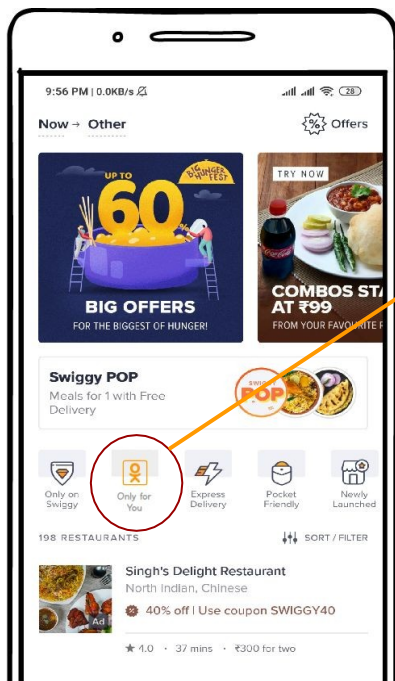 9:56 PM | 0.0KB/s
28
Now → Other
% Offers
UP TO
60%
BIG HUNGER FEST
BIG OFFERS
FOR THE BIGGEST OF HUNGER!
TRY NOW
COMBOS STA
AT ₹99
FROM YOUR FAVOURITE
Swiggy POP
Meals for 1 with Free
Delivery
SWIGGY
POP
Only on
Swiggy
Only for
You
Express
Delivery
Pocket
Friendly
Newly
Launched
198 RESTAURANTS
SORT / FILTER
Singh's Delight Restaurant
North Indian, Chinese
40% off | Use coupon SWIGGY40
Ad
★ 4.0 · 37 mins · ₹300 for two